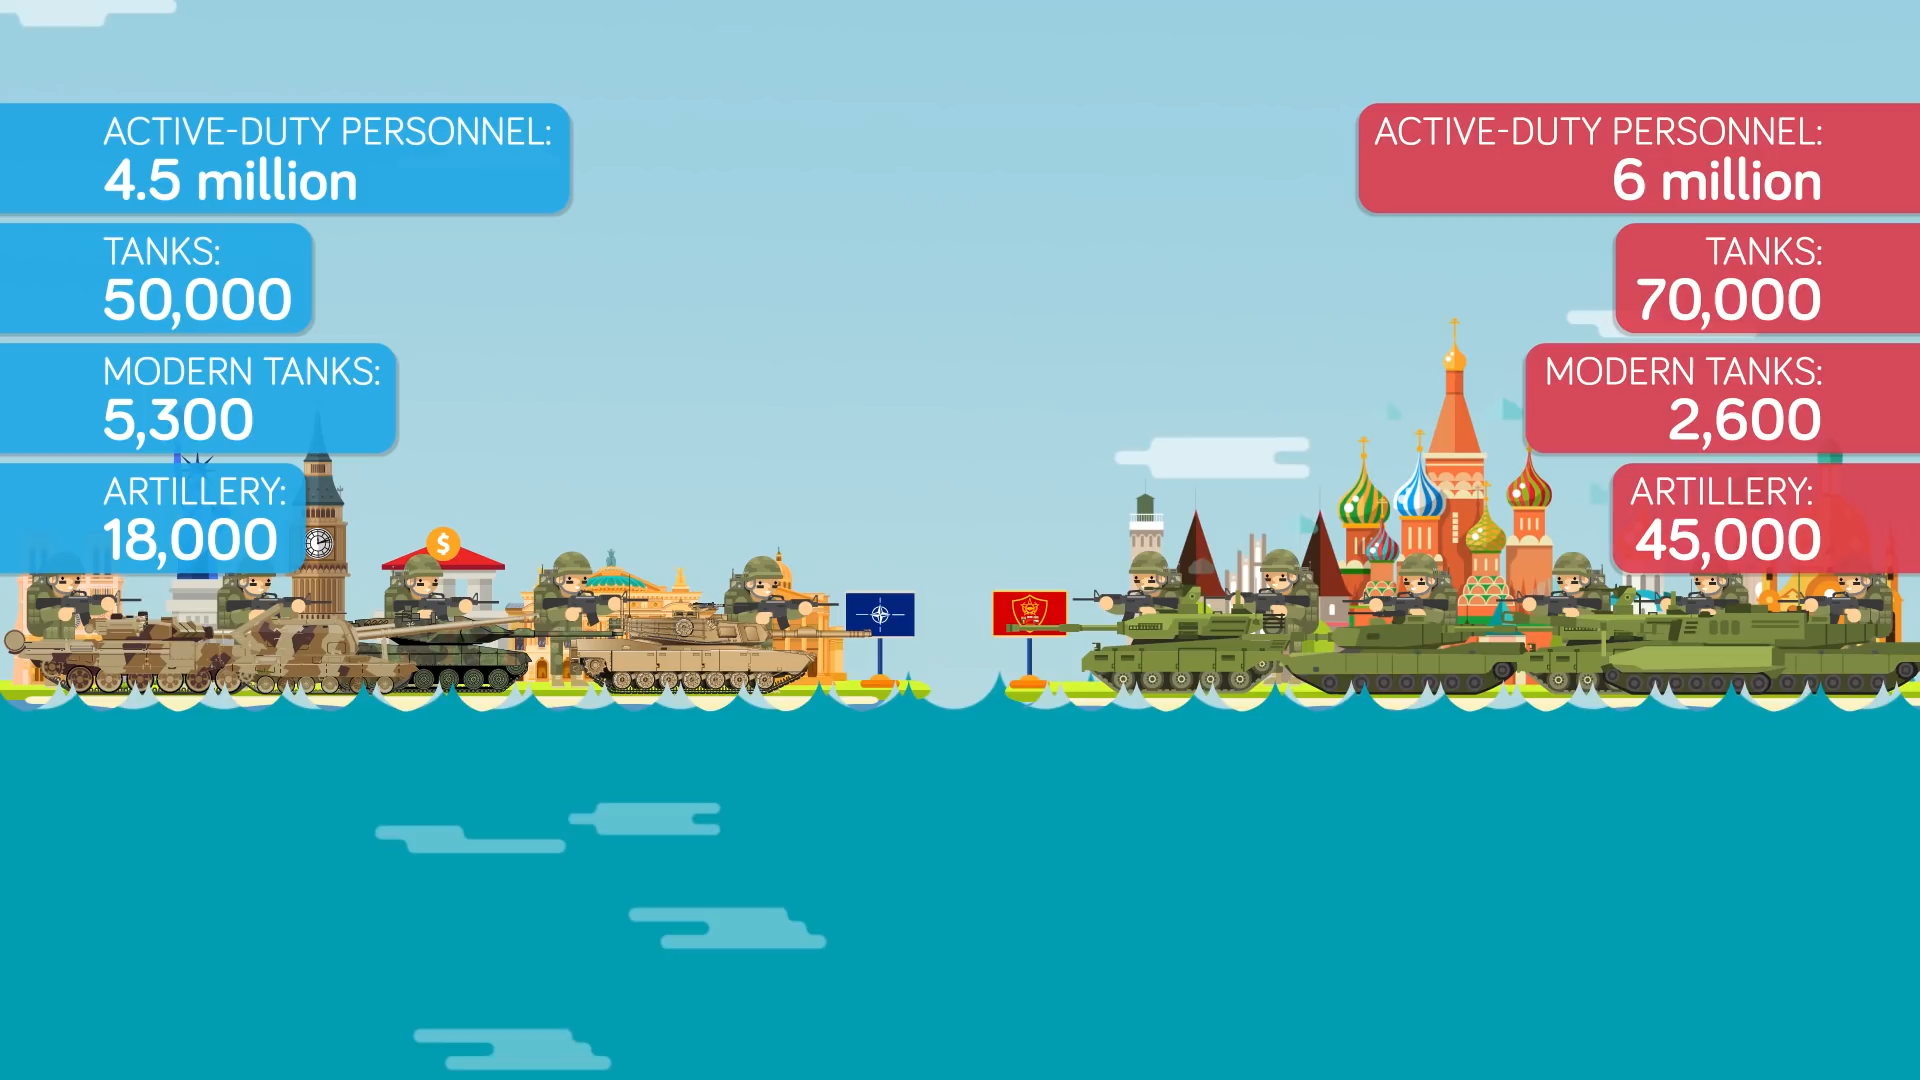 ACTIVE-DUTY PERSONNEL:
4.5 million
TANKS:
50,000
MODERN TANKS:
5,300
ARTILLERY:
18,000
$
ACTIVE-DUTY PERSONNEL:
6 million
TANKS:
70,000
MODERN TANKS:
2,600
ARTILLERY:
45,000